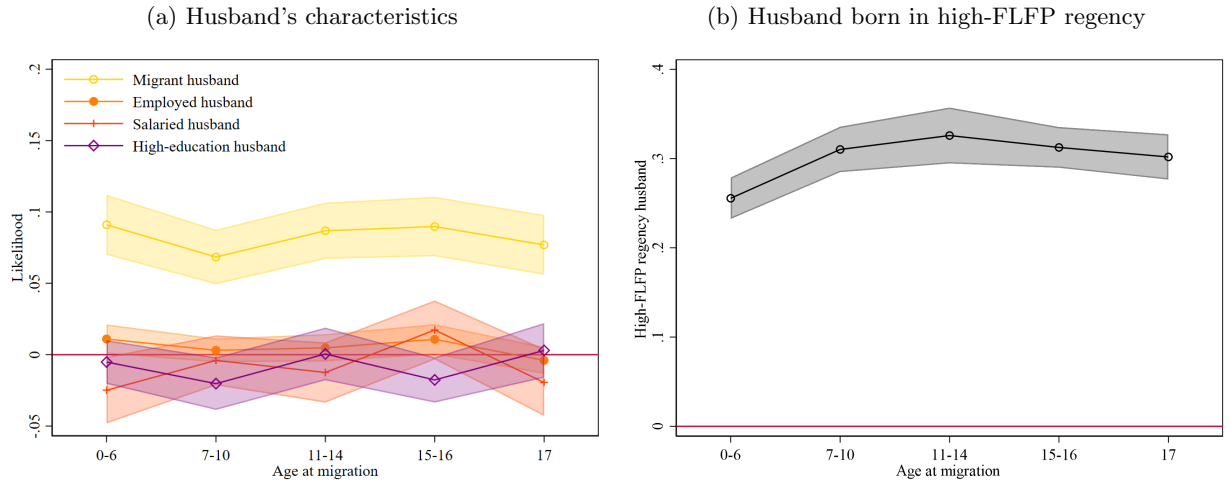 (a) Husband's characteristics
.2
.15
.1
.05
0
-.05
Likelihood
Migrant husband
Employed husband
Salaried husband
High-education husband
0-6 7-10 11-14 15-16 17
Age at migration
(b) Husband born in high-FLFP regency
.4
.3
.2
.1
0
High-FLFP regency husband
0-6 7-10 11-14 15-16 17
Age at migration